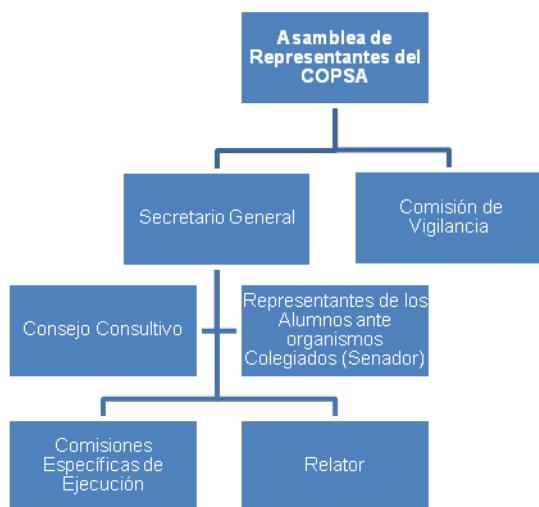 Asamblea de
Representantes del
COPSA
Secretario General
Comisión de
Vigilancia
Consejo Consultivo
Representantes de los
Alumnos ante
organismos
Colegiados (Senador)
Comisiones
Específicas de
Ejecución
Relator